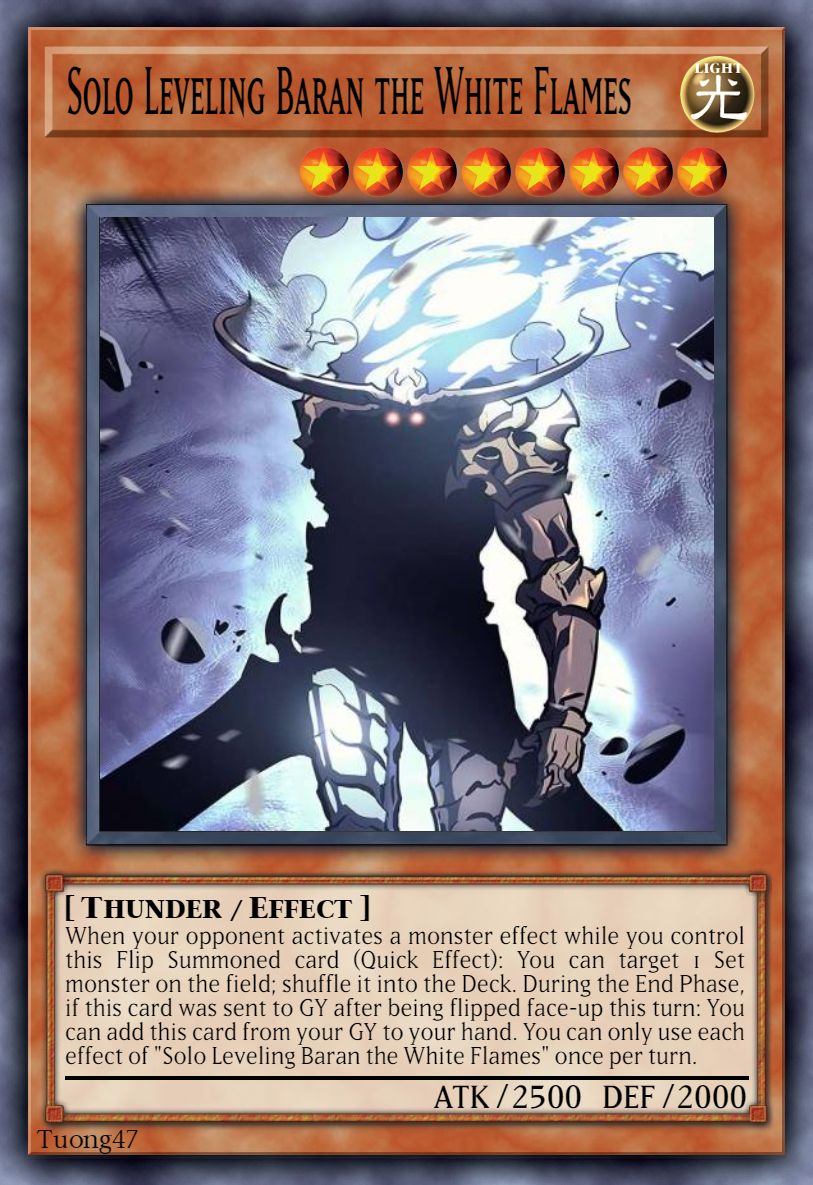 Solo Leveling Baran the White Flames
LIGHT
光
[ Thunder / Effect ]
When your opponent activates a monster effect while you control
this Flip Summoned card (Quick Effect): You can target 1 Set
monster on the field; shuffle it into the Deck. During the End Phase,
if this card was sent to GY after being flipped face-up this turn: You
can add this card from your GY to your hand. You can only use each
effect of "Solo Leveling Baran the White Flames" once per turn.
ATK/2500 DEF/2000
Tuong47